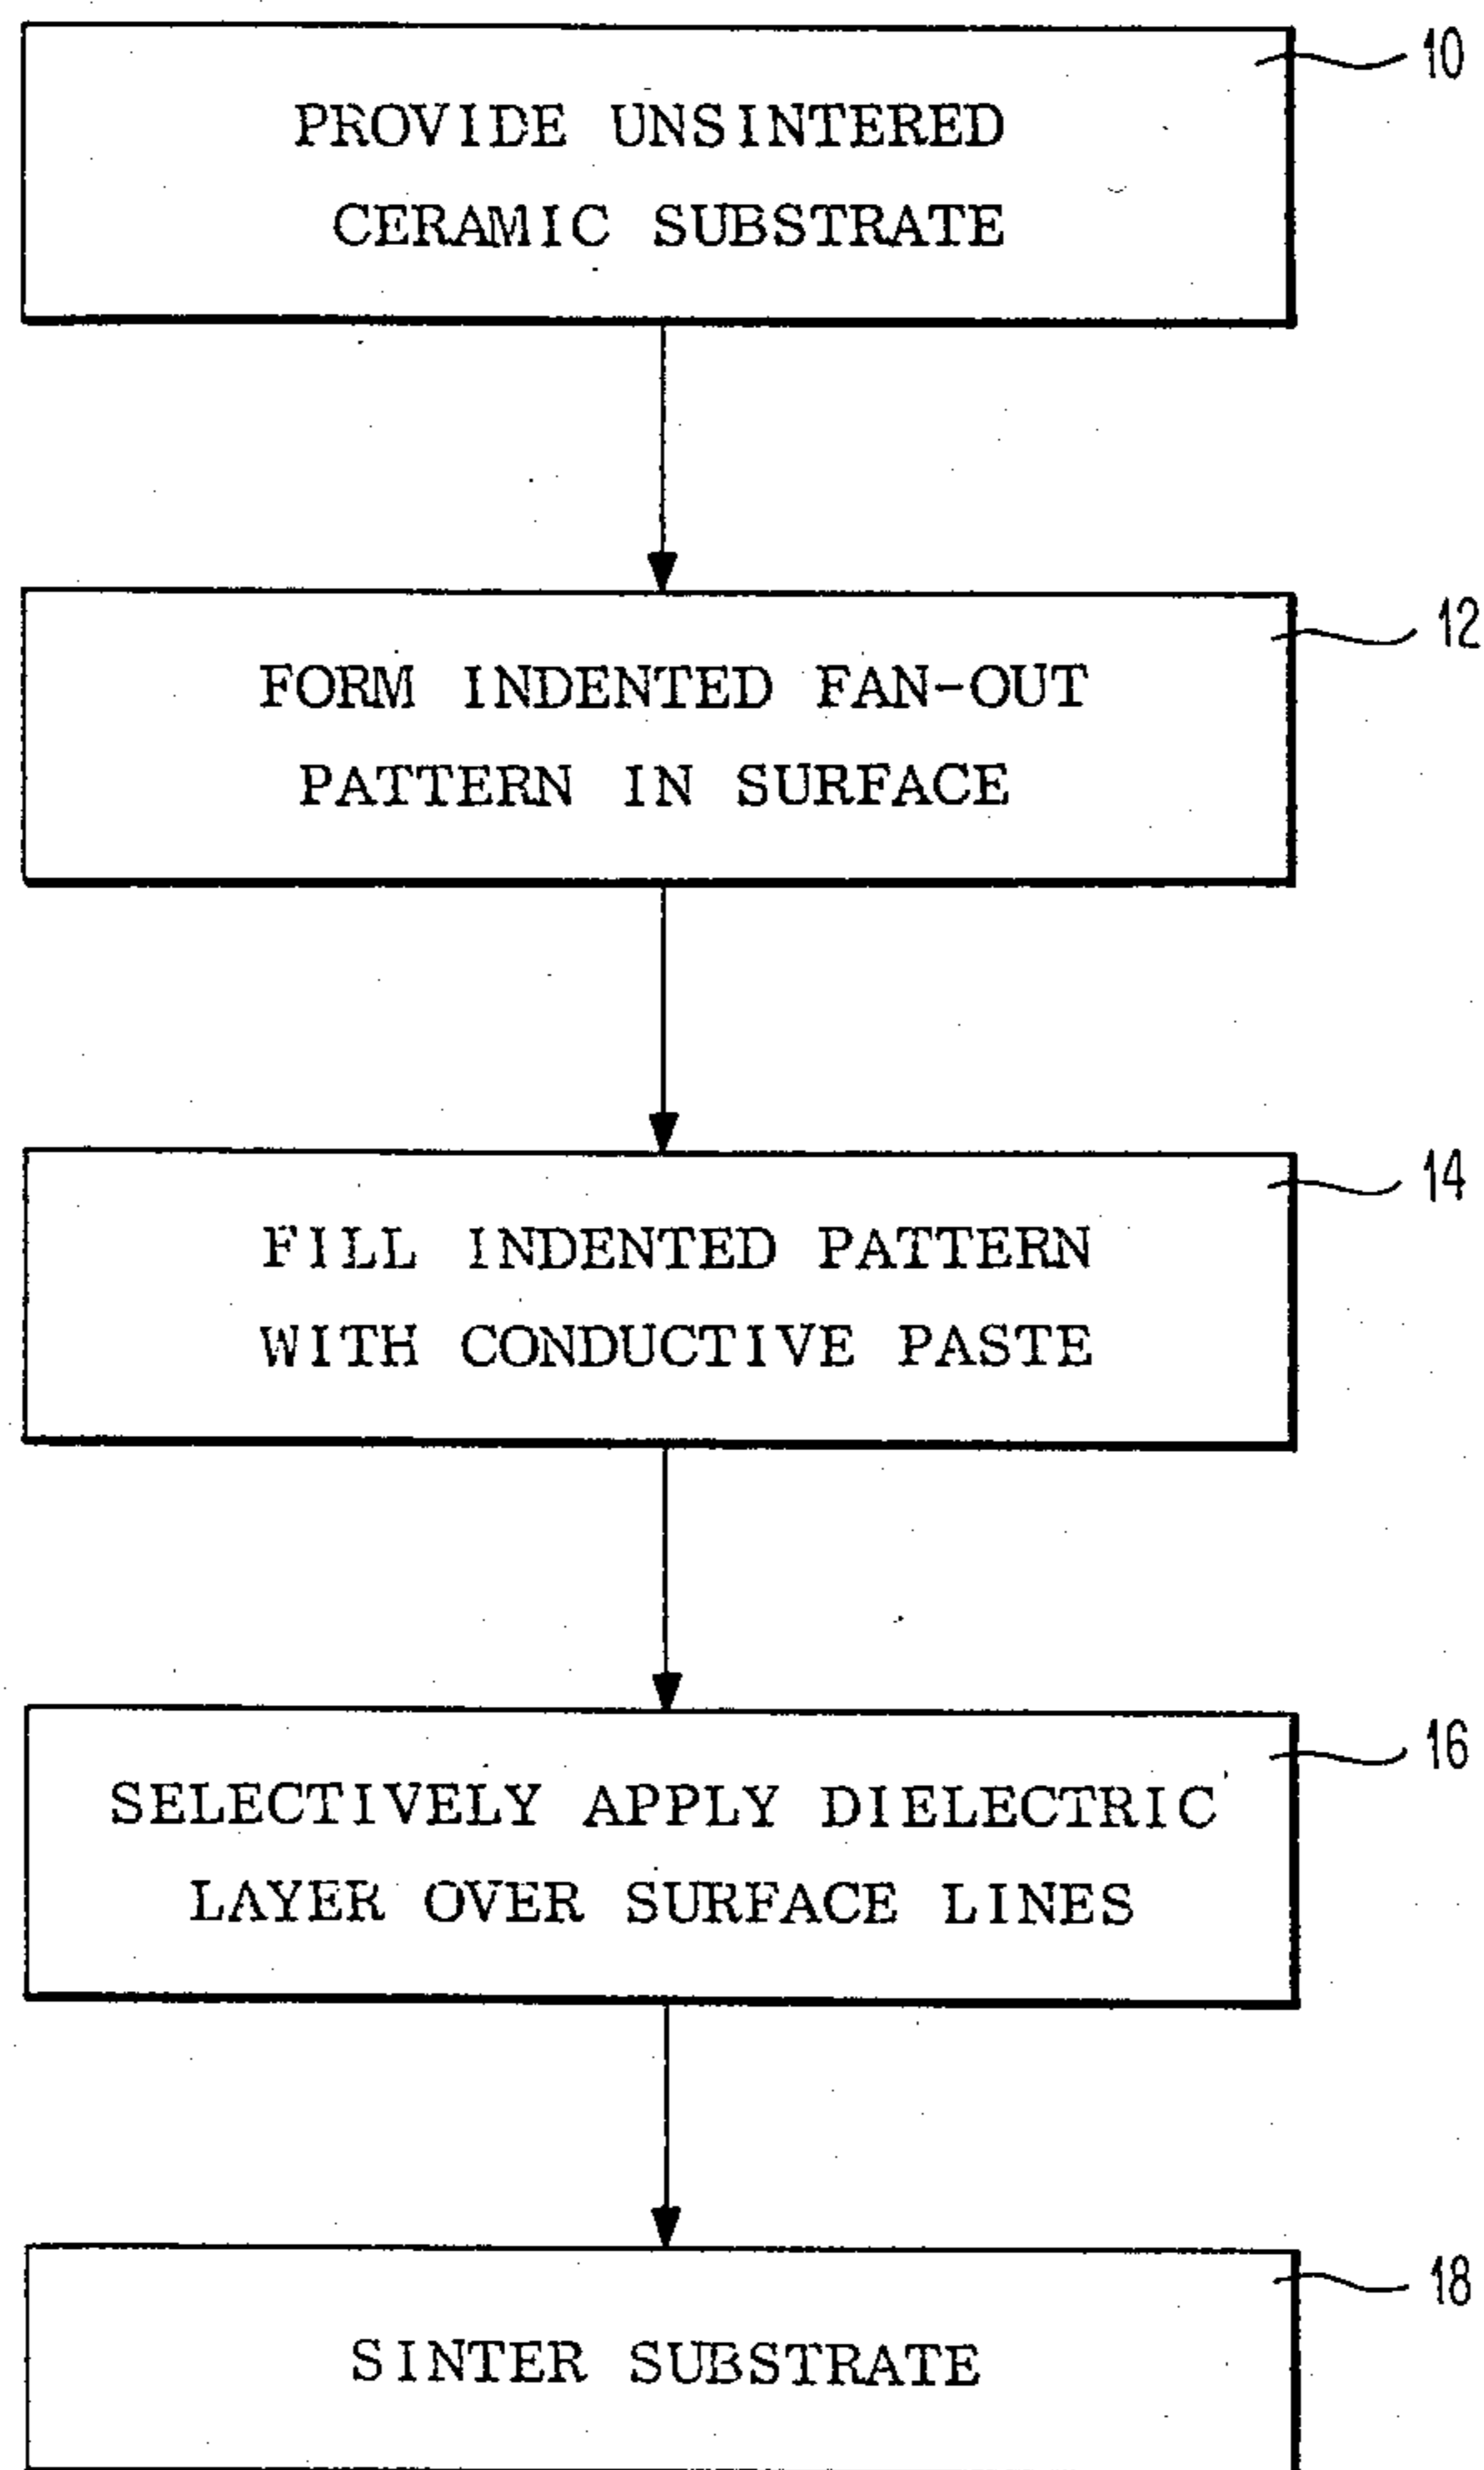 10
PROVIDE UNSINTERED
CERAMIC SUBSTRATE
12
FORM INDENTED FAN-OUT
PATTERN IN SURFACE
14
FILL INDENTED PATTERN
WITH CONDUCTIVE PASTE
16
SELECTIVELY APPLY DIELECTRIC
LAYER OVER SURFACE LINES
18
SINTER SUBSTRATE